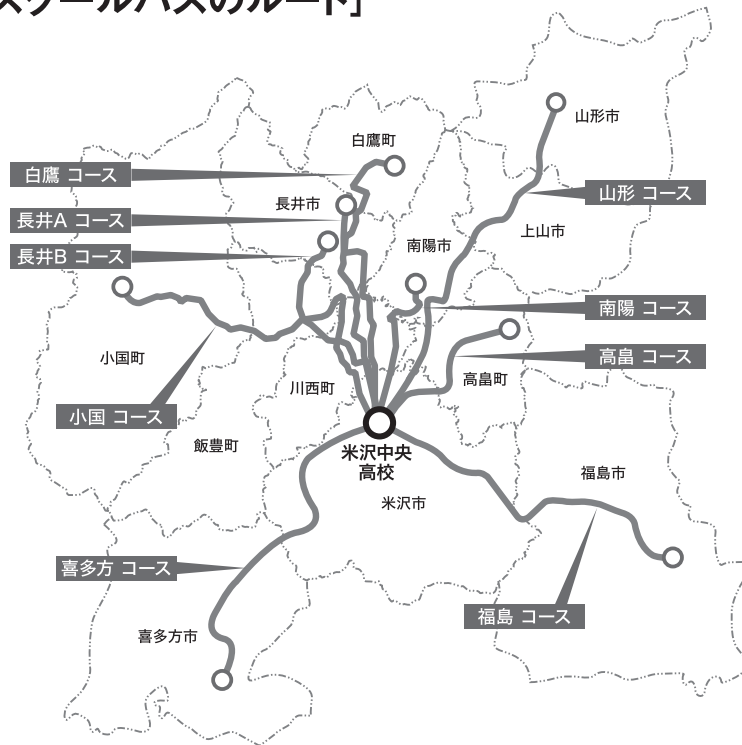 スクールバスのルート］
白鷹町
山形市
白鷹 コース
山形 コース
長井市
長井A コース
上山市
長井B コース
南陽市
南陽 コース
小国町
高畠 コース
高畠町
川西町
小国 コース
飯豊町
米沢中央
高校
福島市
米沢市
喜多方 コース
福島 コース
喜多方市